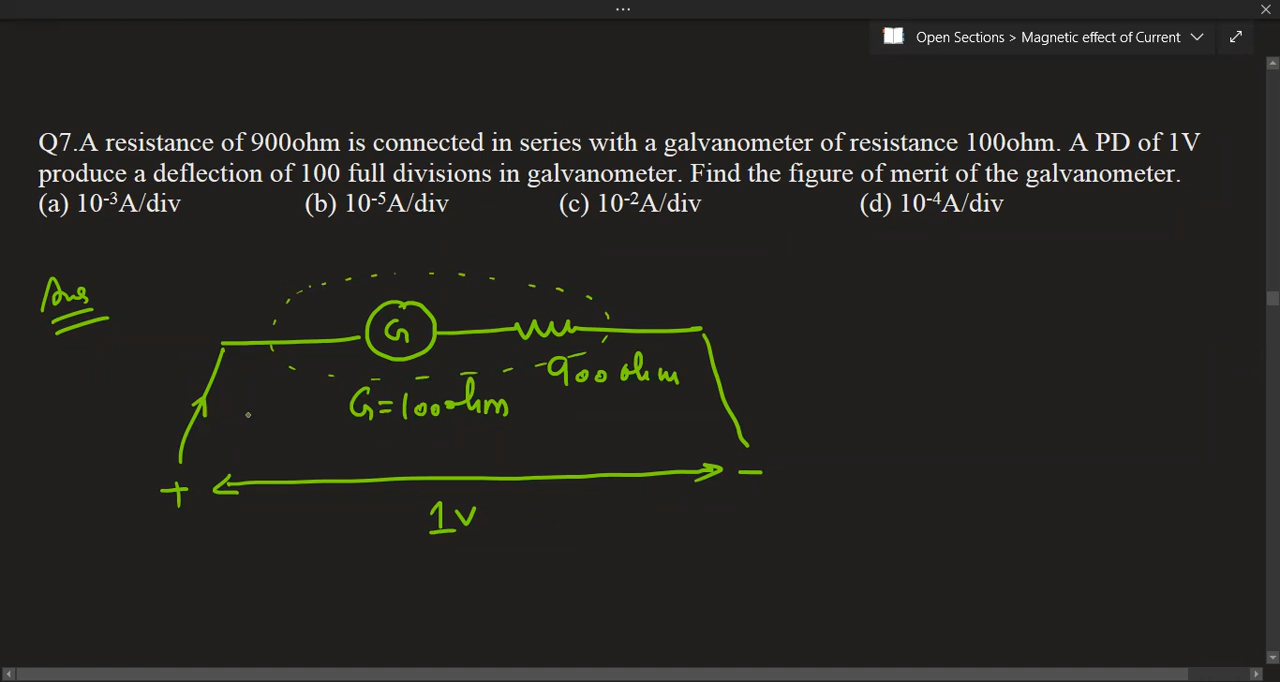 Open Sections > Magnetic effect of Current
Q7.A resistance of 900ohm is connected in series with a galvanometer of resistance 100ohm. A PD of 1V
produce a deflection of 100 full divisions in galvanometer. Find the figure of merit of the galvanometer.
(a) 10⁻³A/div (b) 10⁻⁵A/div (c) 10⁻²A/div (d) 10⁻⁴A/div
Ans
G
900 ohm
G=100ohm
+ −
1v